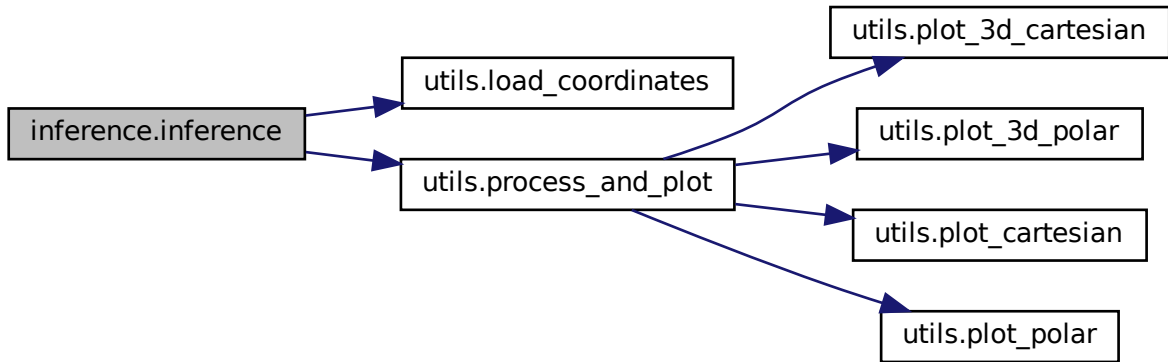 inference.inference
utils.load_coordinates
utils.process_and_plot
utils.plot_3d_cartesian
utils.plot_3d_polar
utils.plot_cartesian
utils.plot_polar